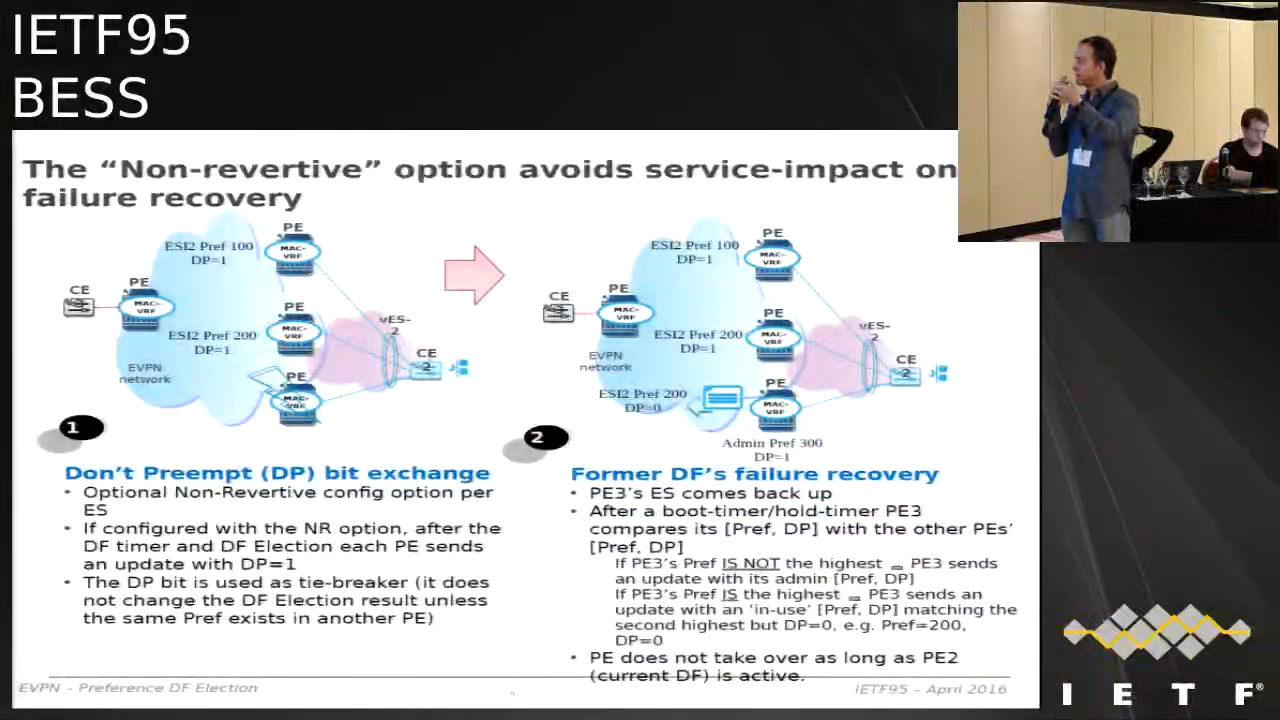 IETF95
BESS
The “Non-revertive” option avoids service-impact on
failure recovery
PE
ESI2 Pref 100
DP=1
MAC-
VRF
PE
CE
MAC-
VRF
PE
ESI2 Pref 200
DP=1
MAC-
VRF
vES-
2
CE
2
EVPN
network
PE
MAC-
VRF
1
PE
ESI2 Pref 100
DP=1
MAC-
VRF
PE
CE
MAC-
VRF
PE
ESI2 Pref 200
DP=1
MAC-
VRF
vES-
2
CE
2
EVPN
network
PE
ESI2 Pref 200
DP=0
MAC-
VRF
2
Admin Pref 300
DP=1
Don’t Preempt (DP) bit exchange
• Optional Non-Revertive config option per
ES
• If configured with the NR option, after the
DF timer and DF Election each PE sends
an update with DP=1
• The DP bit is used as tie-breaker (it does
not change the DF Election result unless
the same Pref exists in another PE)
Former DF’s failure recovery
• PE3’s ES comes back up
• After a boot-timer/hold-timer PE3
compares its [Pref, DP] with the other PEs’
[Pref, DP]
If PE3’s Pref IS NOT the highest PE3 sends
an update with its admin [Pref, DP]
If PE3’s Pref IS the highest PE3 sends an
update with an ‘in-use’ [Pref, DP] matching the
second highest but DP=0, e.g. Pref=200,
DP=0
• PE does not take over as long as PE2
(current DF) is active.
EVPN – Preference DF Election
IETF95 – April 2016
I E T F®